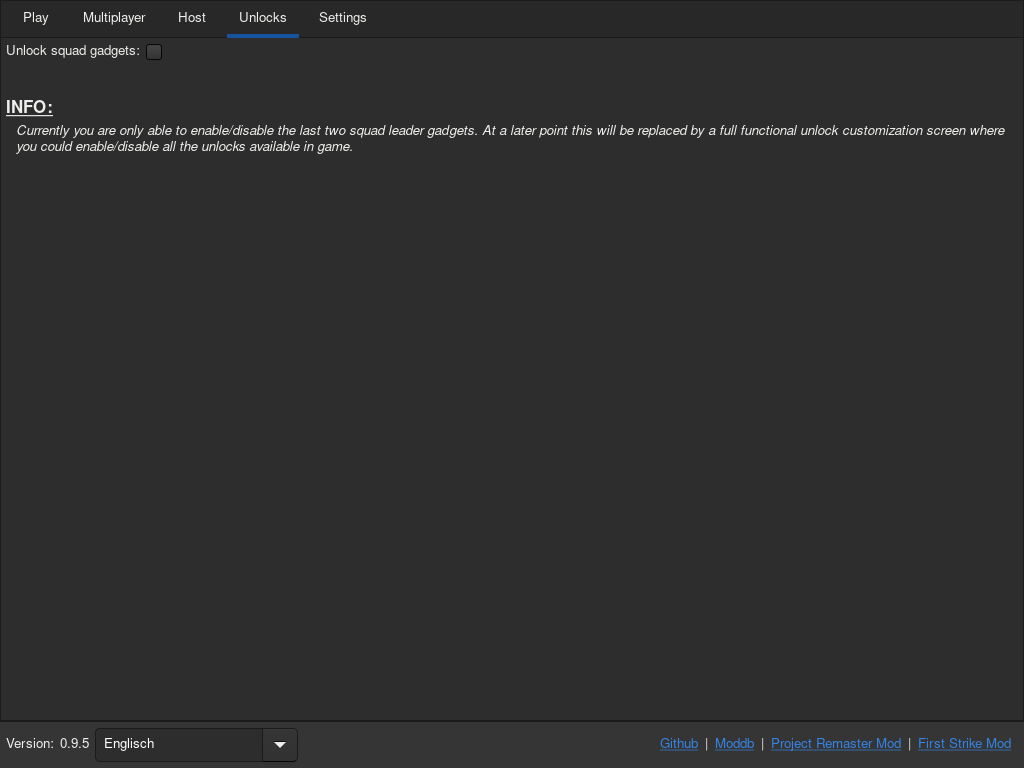 Play Multiplayer Host Unlocks Settings
Unlock squad gadgets:
INFO:
Currently you are only able to enable/disable the last two squad leader gadgets. At a later point this will be replaced by a full functional unlock customization screen where
you could enable/disable all the unlocks available in game.
Version: 0.9.5 Englisch Github | Moddb | Project Remaster Mod | First Strike Mod